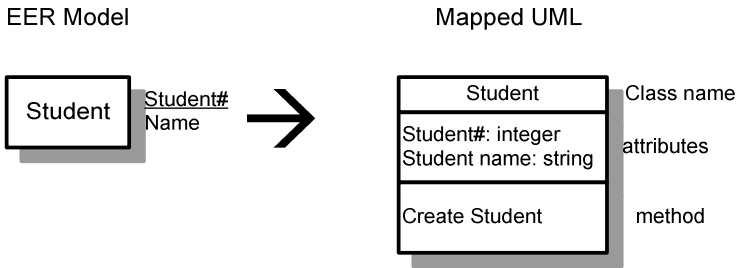 EER Model
Mapped UML
Student
Student#
Name
Student
Class name
Student#: integer
Student name: string
attributes
Create Student
method